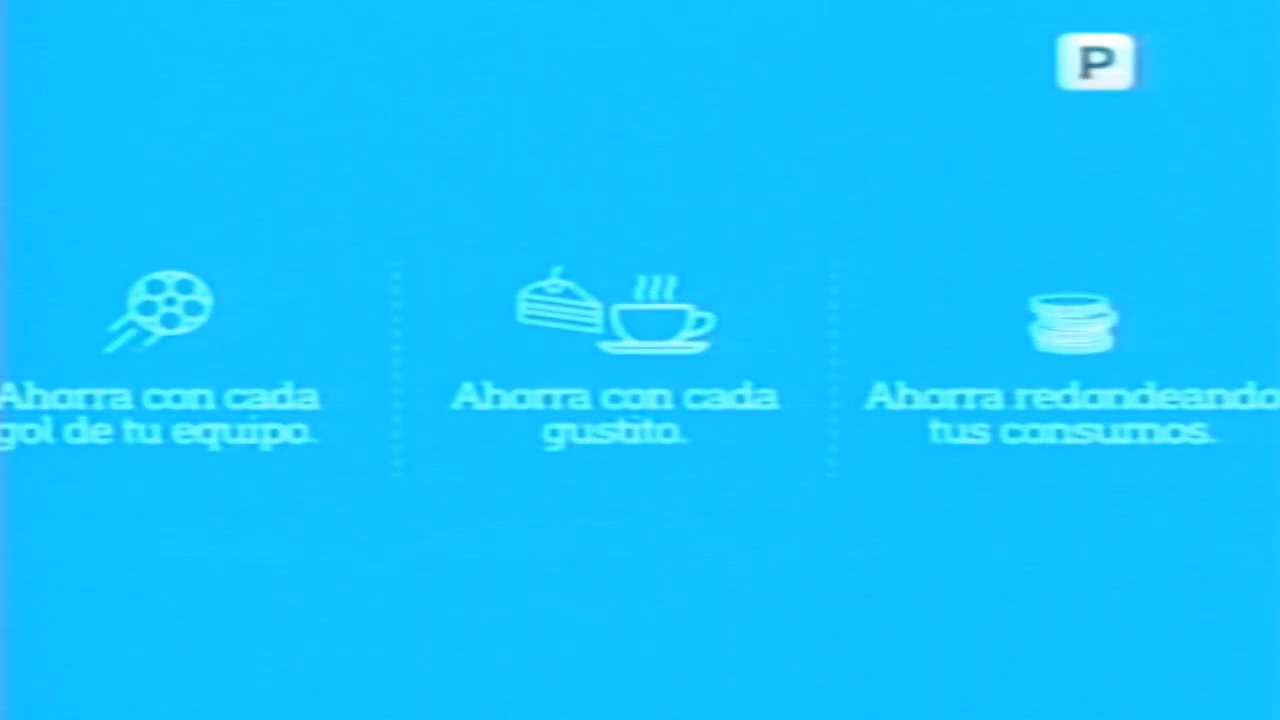 P
Ahorra con cada
gol de tu equipo.
Ahorra con cada
gustito.
Ahorra redondeando
tus consumos.